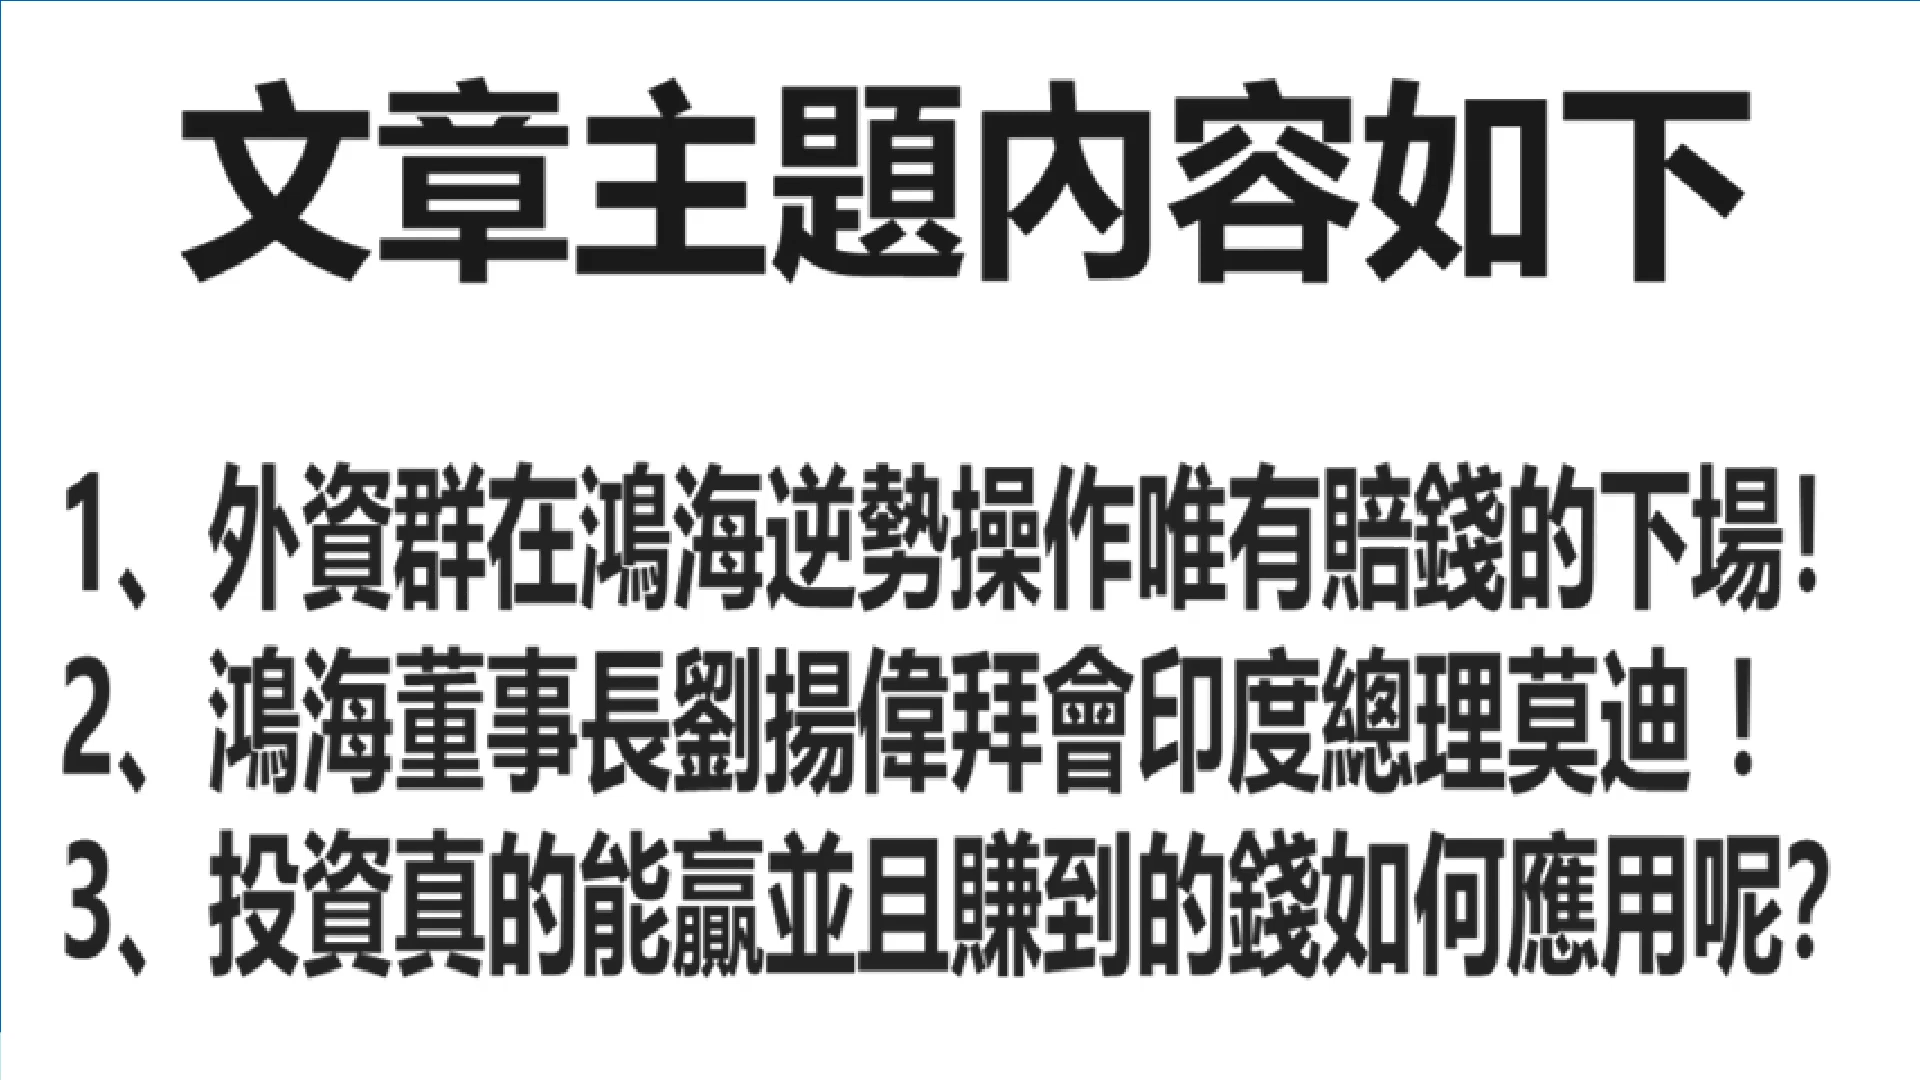 文章主題內容如下
1、外資群在鴻海逆勢操作唯有賠錢的下場!
2、鴻海董事長劉揚偉拜會印度總理莫迪 !
3、投資真的能贏並且賺到的錢如何應用呢?